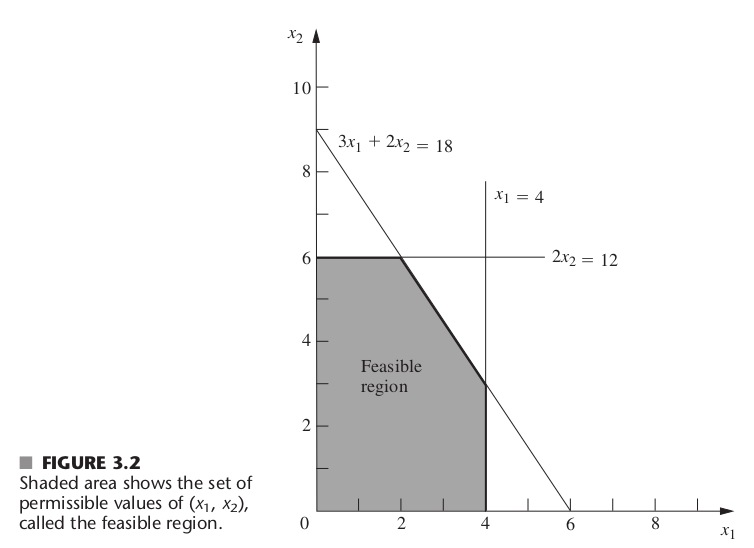 x₂
10
3x₁ + 2x₂ = 18
8
x₁ = 4
6
2x₂ = 12
4
Feasible
region
2
0
2
4
6
8
x₁
FIGURE 3.2
Shaded area shows the set of
permissible values of (x₁, x₂),
called the feasible region.